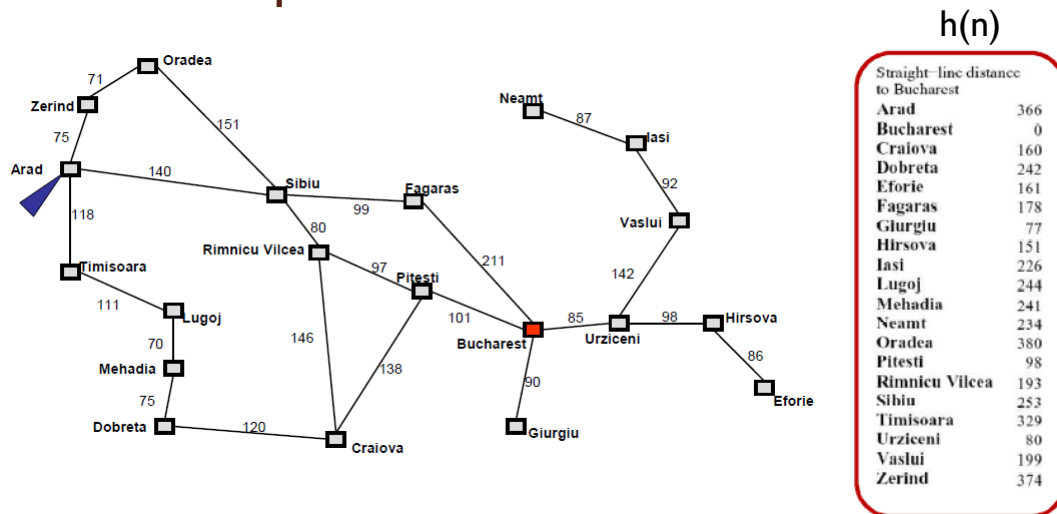 h(n)
Oradea
71
Neamt
Zerind
87
151
Iasi
75
Arad
140
Sibiu
Fagaras
92
99
118
80
Vaslui
Rimnicu Vilcea
211
Timisoara
97
Pitesti
142
111
Lugoj
101
85
98
Hirsova
146
Bucharest
Urziceni
70
Mehadia
138
86
90
Eforie
75
Dobreta
120
Giurgiu
Craiova
Straight-line distance
to Bucharest
Arad 366
Bucharest 0
Craiova 160
Dobreta 242
Eforie 161
Fagaras 178
Giurgiu 77
Hirsova 151
Iasi 226
Lugoj 244
Mehadia 241
Neamt 234
Oradea 380
Pitesti 98
Rimnicu Vilcea 193
Sibiu 253
Timisoara 329
Urziceni 80
Vaslui 199
Zerind 374